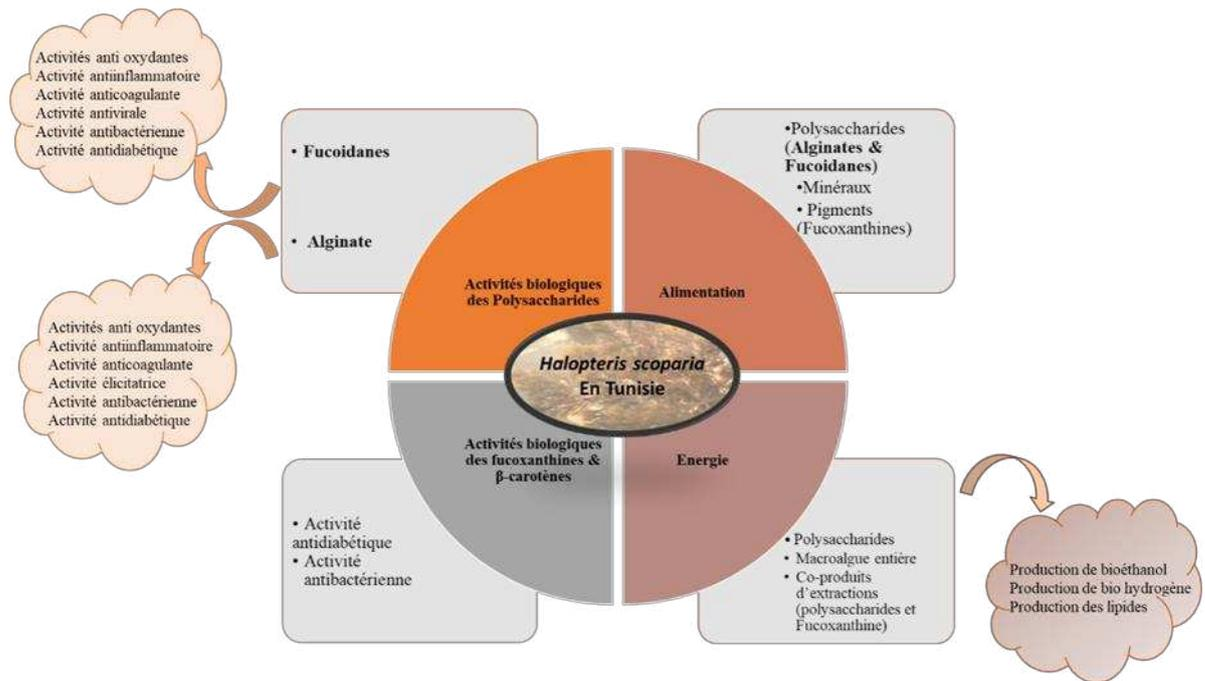 Activités anti oxydantes
Activité antiinflammatoire
Activité anticoagulante
Activité antivirale
Activité antibactérienne
Activité antidiabétique
• Fucoidanes
• Alginate
Activités anti oxydantes
Activité antiinflammatoire
Activité anticoagulante
Activité élicitatrice
Activité antibactérienne
Activité antidiabétique
•Polysaccharides
(Alginates &
Fucoidanes)
•Minéraux
• Pigments
(Fucoxanthines)
Activités biologiques
des Polysaccharides
Alimentation
Halopteris scoparia
En Tunisie
Activités biologiques
des fucoxanthines &
β-carotènes
Energie
• Activité
antidiabétique
• Activité
antibactérienne
• Polysaccharides
• Macroalgue entière
• Co-produits
d’extractions
(polysaccharides et
Fucoxanthine)
Production de bioéthanol
Production de bio hydrogène
Production des lipides